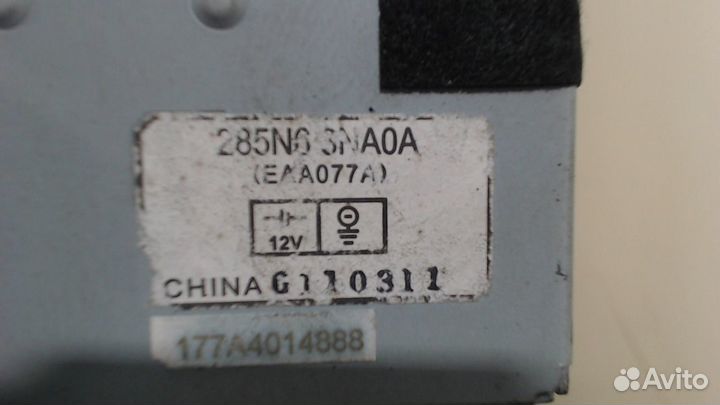 285N6 3NA0A
(EAA077A)
12V
CHINA G110311
177A4014888
Avito